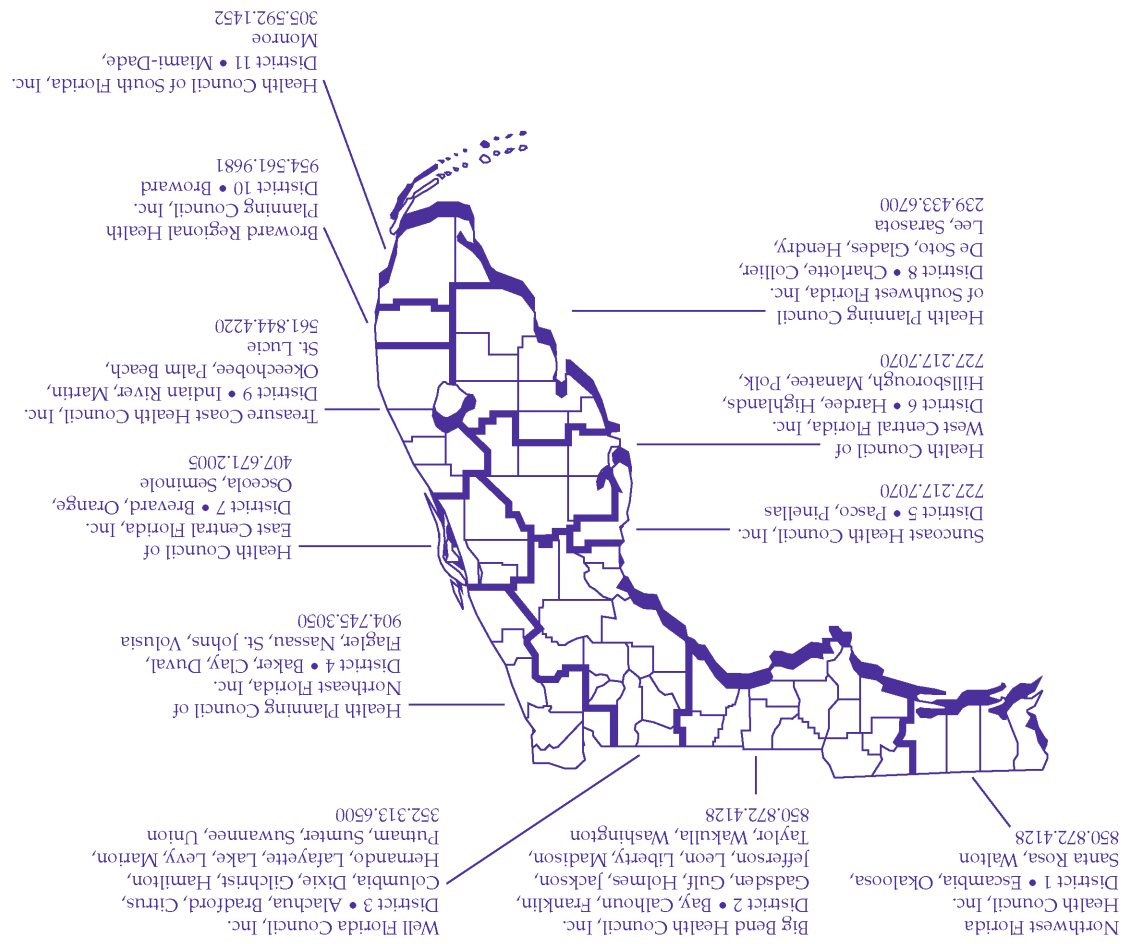 Northwest Florida
Health Council, Inc.
District 1 • Escambia, Okaloosa,
Santa Rosa, Walton
850.872.4128
Big Bend Health Council, Inc.
District 2 • Bay, Calhoun, Franklin,
Gadsden, Gulf, Holmes, Jackson,
Jefferson, Leon, Liberty, Madison,
Taylor, Wakulla, Washington
850.872.4128
Well Florida Council, Inc.
District 3 • Alachua, Bradford, Citrus,
Columbia, Dixie, Gilchrist, Hamilton,
Hernando, Lafayette, Lake, Levy, Marion,
Putnam, Sumter, Suwannee, Union
352.313.6500
Health Planning Council of
Northeast Florida, Inc.
District 4 • Baker, Clay, Duval,
Flagler, Nassau, St. Johns, Volusia
904.745.3050
Suncoast Health Council, Inc.
District 5 • Pasco, Pinellas
727.217.7070
Health Council of
West Central Florida, Inc.
District 6 • Hardee, Highlands,
Hillsborough, Manatee, Polk,
727.217.7070
Health Council of
East Central Florida, Inc.
District 7 • Brevard, Orange,
Osceola, Seminole
407.671.2005
Health Planning Council
of Southwest Florida, Inc.
District 8 • Charlotte, Collier,
De Soto, Glades, Hendry,
Lee, Sarasota
239.433.6700
Treasure Coast Health Council, Inc.
District 9 • Indian River, Martin,
Okeechobee, Palm Beach,
St. Lucie
561.844.4220
Broward Regional Health
Planning Council, Inc.
District 10 • Broward
954.561.9681
Health Council of South Florida, Inc.
District 11 • Miami-Dade,
Monroe
305.592.1452